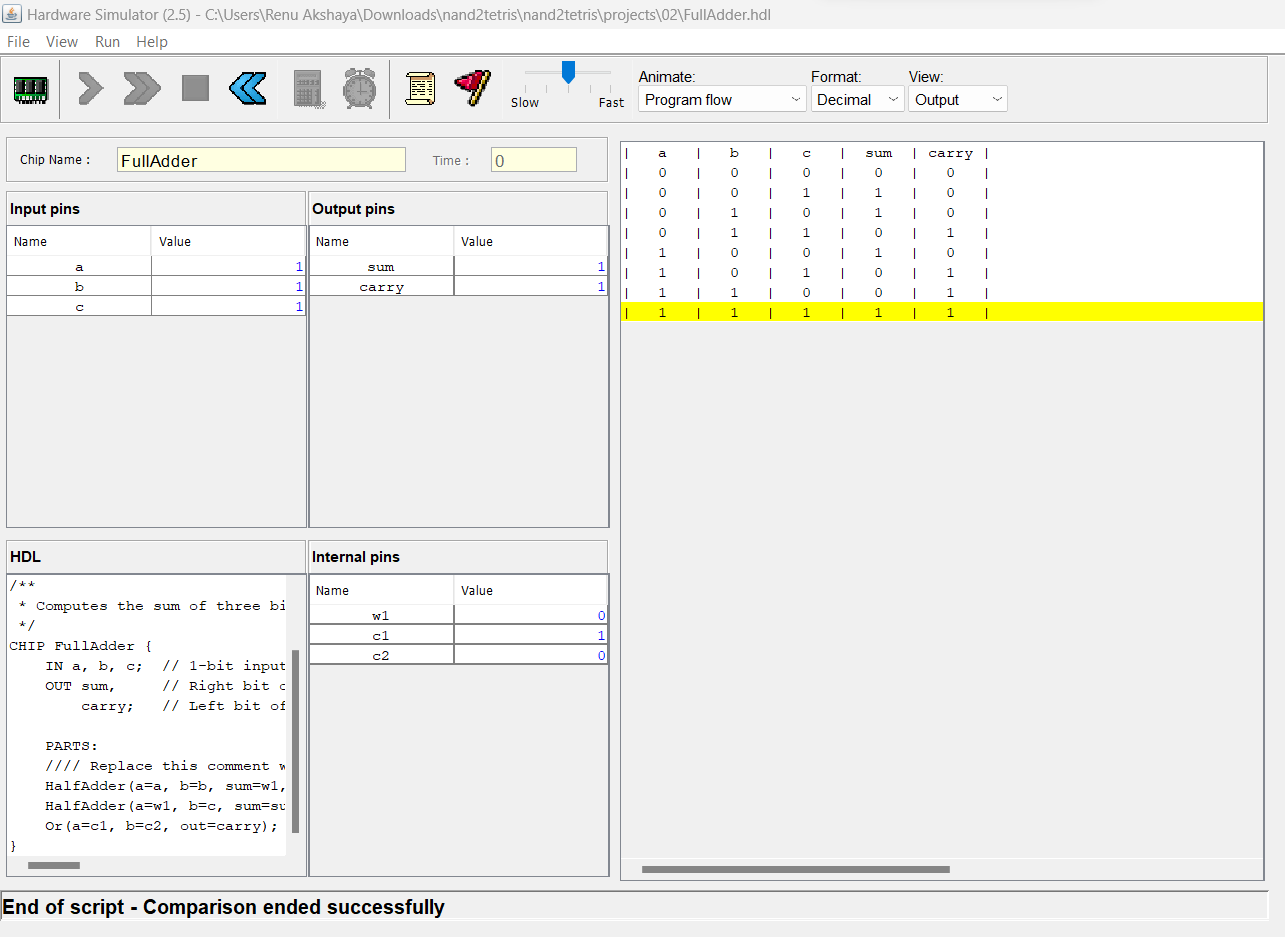 Hardware Simulator (2.5) - C:\Users\Renu Akshaya\Downloads\nand2tetris\nand2tetris\projects\02\FullAdder.hdl
File View Run Help
Slow Fast
Animate: Format: View:
Program flow Decimal Output
Chip Name : FullAdder Time : 0
Input pins
Name Value
a 1
b 1
c 1
Output pins
Name Value
sum 1
carry 1
HDL
/**
 * Computes the sum of three bi
 */
CHIP FullAdder {
    IN a, b, c;  // 1-bit input
    OUT sum,     // Right bit o
        carry;   // Left bit of
    PARTS:
    //// Replace this comment w
    HalfAdder(a=a, b=b, sum=w1,
    HalfAdder(a=w1, b=c, sum=su
    Or(a=c1, b=c2, out=carry);
}
Internal pins
Name Value
w1 0
c1 1
c2 0
| a | b | c | sum | carry |
| 0 | 0 | 0 | 0 | 0 |
| 0 | 0 | 1 | 1 | 0 |
| 0 | 1 | 0 | 1 | 0 |
| 0 | 1 | 1 | 0 | 1 |
| 1 | 0 | 0 | 1 | 0 |
| 1 | 0 | 1 | 0 | 1 |
| 1 | 1 | 0 | 0 | 1 |
| 1 | 1 | 1 | 1 | 1 |
End of script - Comparison ended successfully